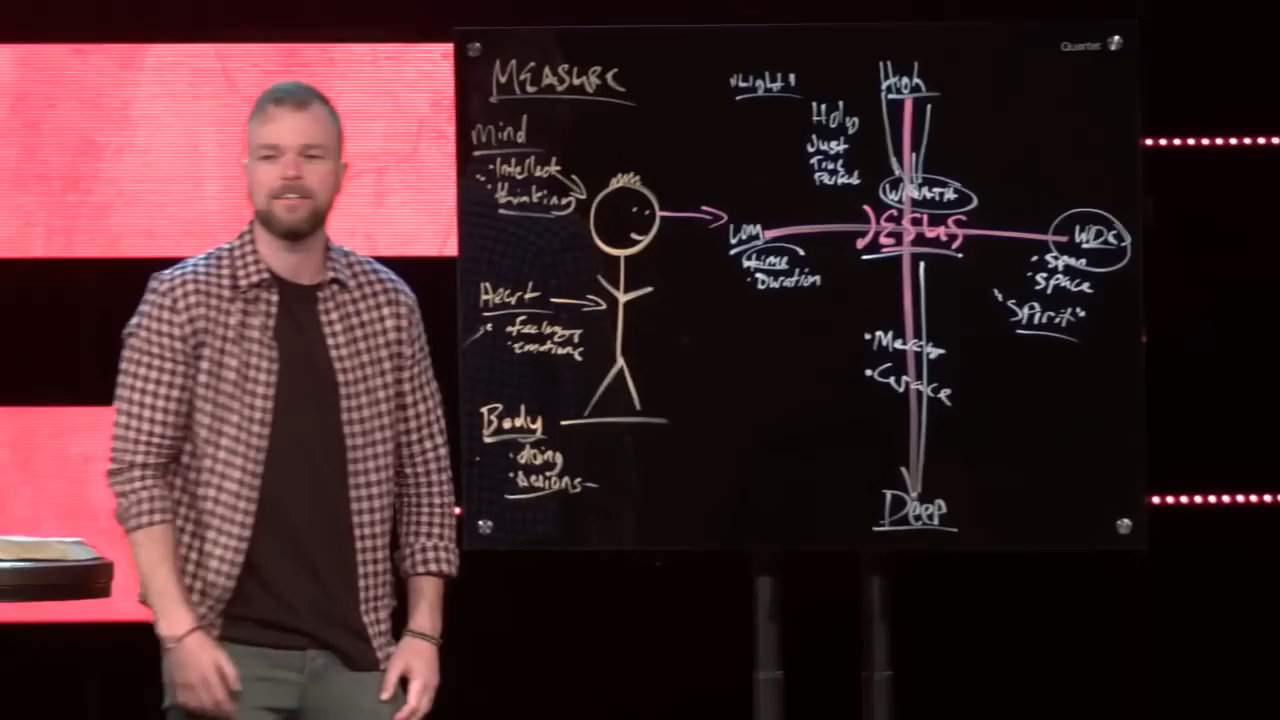 Quartet
MEASURE
Mind
• Intellect
• thinking
Heart
• feelings
• Emotions
Body
• doing
• Actions
"Light"
High
Holy
Just
True
Perfect
WRATH
JESUS
Long
time
• Duration
WIDE
• Span
• Space
"Spirit"
• Mercy
• Grace
Deep